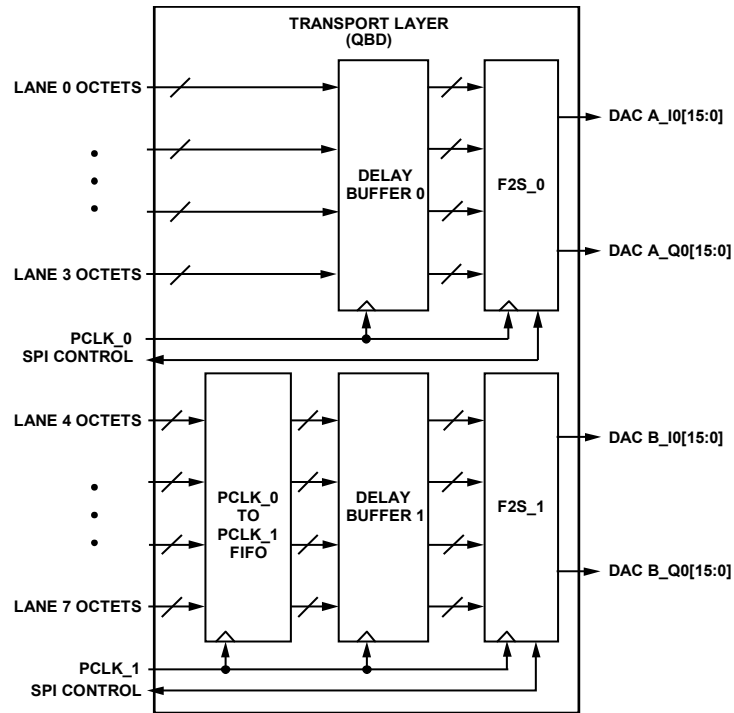 TRANSPORT LAYER
(QBD)
LANE 0 OCTETS
LANE 3 OCTETS
DELAY
BUFFER 0
F2S_0
DAC A_I0[15:0]
DAC A_Q0[15:0]
PCLK_0
SPI CONTROL
LANE 4 OCTETS
LANE 7 OCTETS
PCLK_0
TO
PCLK_1
FIFO
DELAY
BUFFER 1
F2S_1
DAC B_I0[15:0]
DAC B_Q0[15:0]
PCLK_1
SPI CONTROL